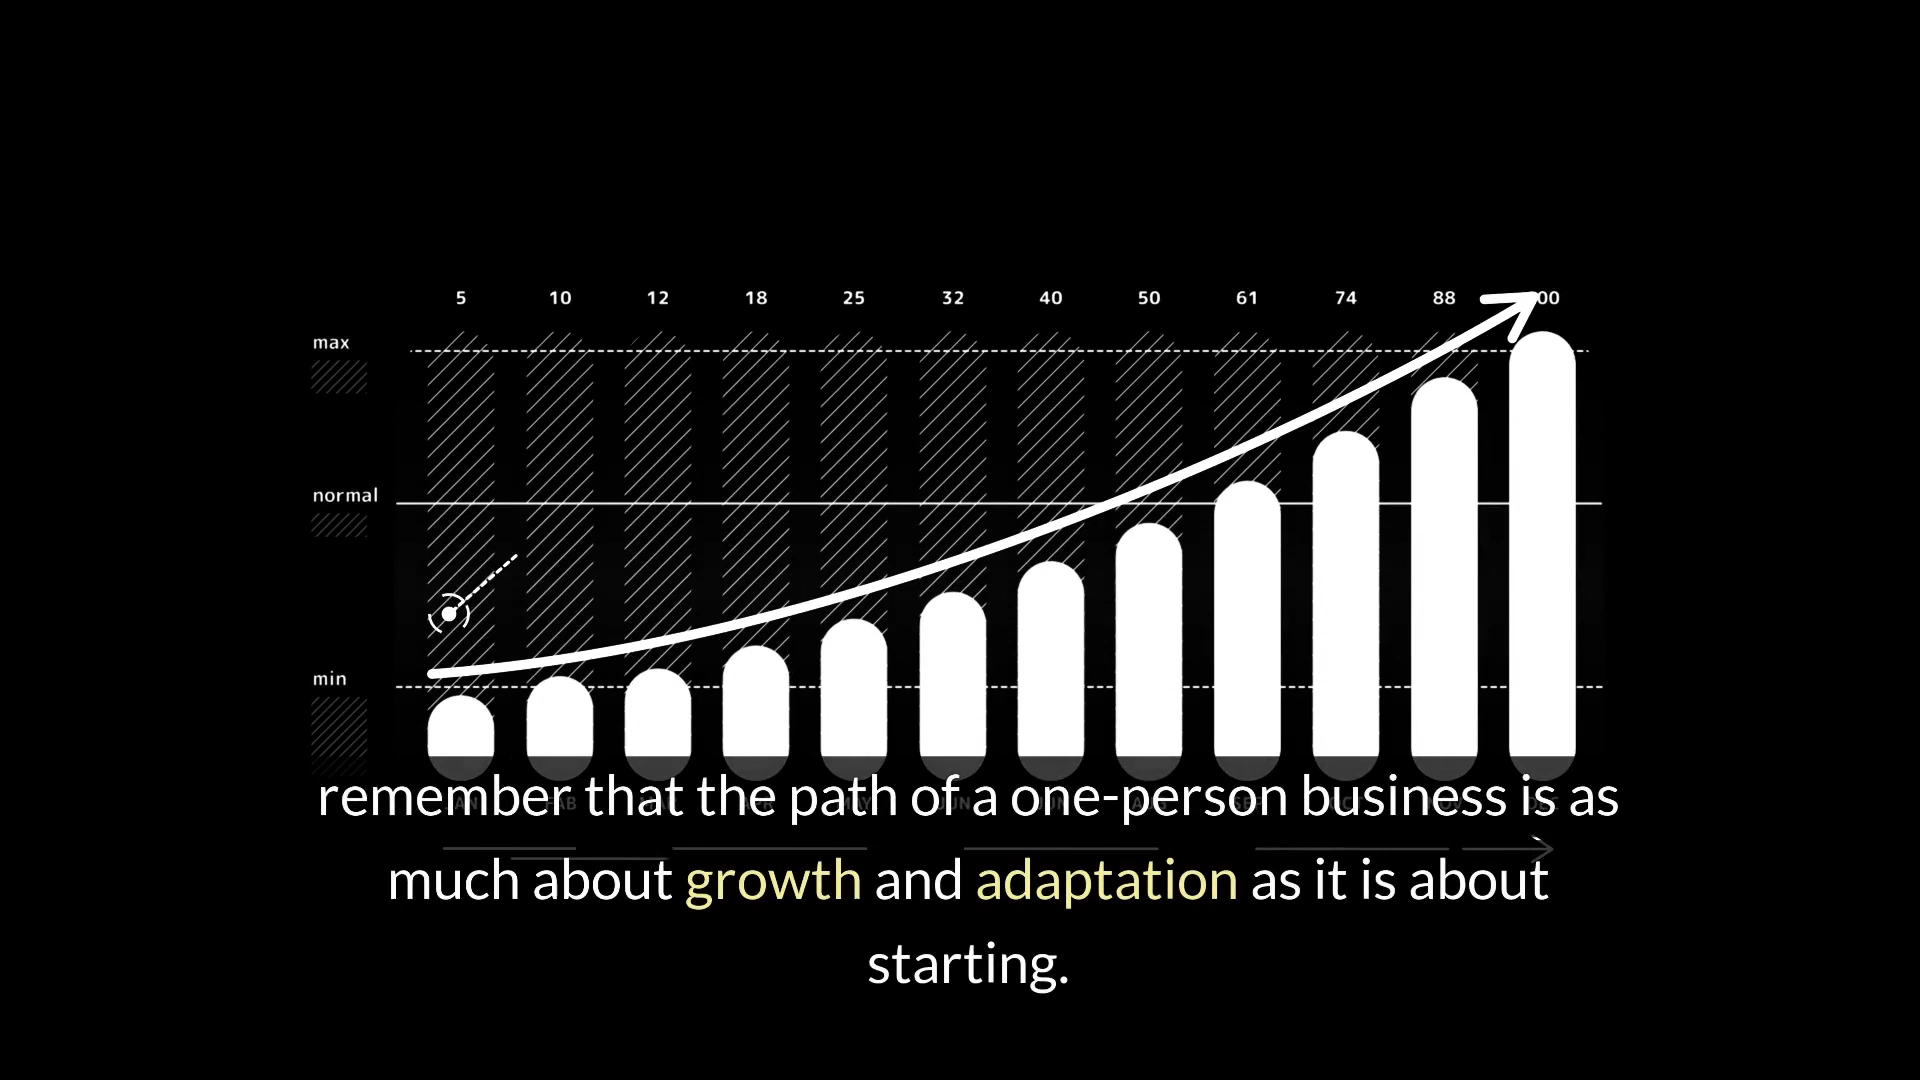 5 10 12 18 25 32 40 50 61 74 88 00
max
normal
min
remember that the path of a one-person business is as
much about growth and adaptation as it is about
starting.